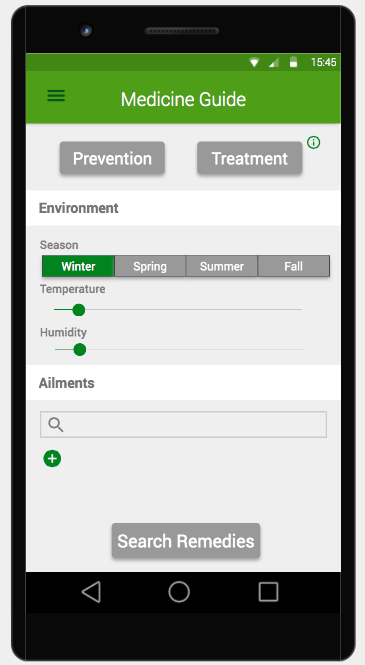 15:45
Medicine Guide
Prevention Treatment
Environment
Season
Winter Spring Summer Fall
Temperature
Humidity
Ailments
Search Remedies